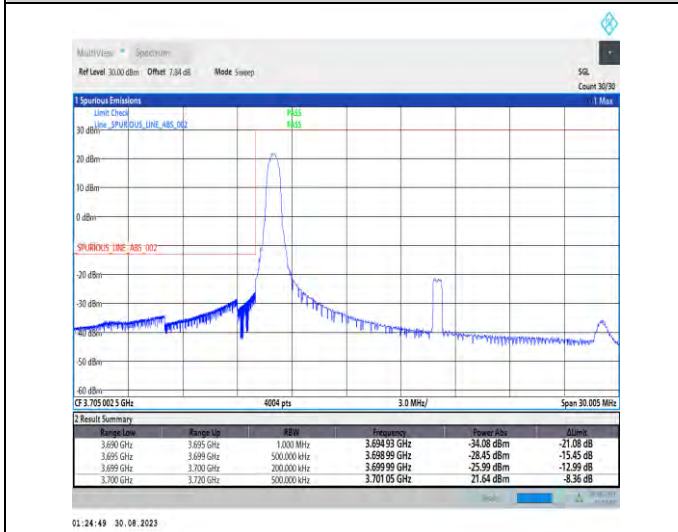 MultiView Spectrum
Ref Level 30.00 dBm Offset 7.84 dB Mode Sweep SGL
Count 30/30
1 Spurious Emissions 1 Max
Limit Check PASS
Line _SPURIOUS_LINE_ABS_002 PASS
30 dBm
20 dBm
10 dBm
0 dBm
_SPURIOUS_LINE_ABS_002
-20 dBm
-30 dBm
-40 dBm
-50 dBm
-60 dBm
CF 3.705 002 5 GHz 4004 pts 3.0 MHz/ Span 30.005 MHz
2 Result Summary
Range Low Range Up RBW Frequency Power Abs ΔLimit
3.690 GHz 3.695 GHz 1.000 MHz 3.694 93 GHz -34.08 dBm -21.08 dB
3.695 GHz 3.699 GHz 500.000 kHz 3.698 99 GHz -28.45 dBm -15.45 dB
3.699 GHz 3.700 GHz 200.000 kHz 3.699 99 GHz -25.99 dBm -12.99 dB
3.700 GHz 3.720 GHz 500.000 kHz 3.701 05 GHz 21.64 dBm -8.36 dB
01:24:49 30.08.2023